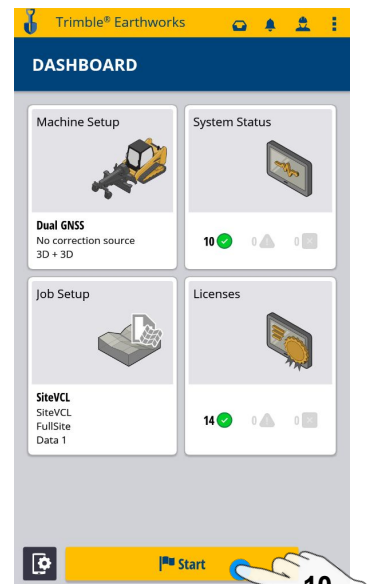 Trimble® Earthworks
DASHBOARD
Machine Setup
Dual GNSS
No correction source
3D + 3D
System Status
10 0 0
Job Setup
SiteVCL
SiteVCL
FullSite
Data 1
Licenses
14 0 0
Start
10